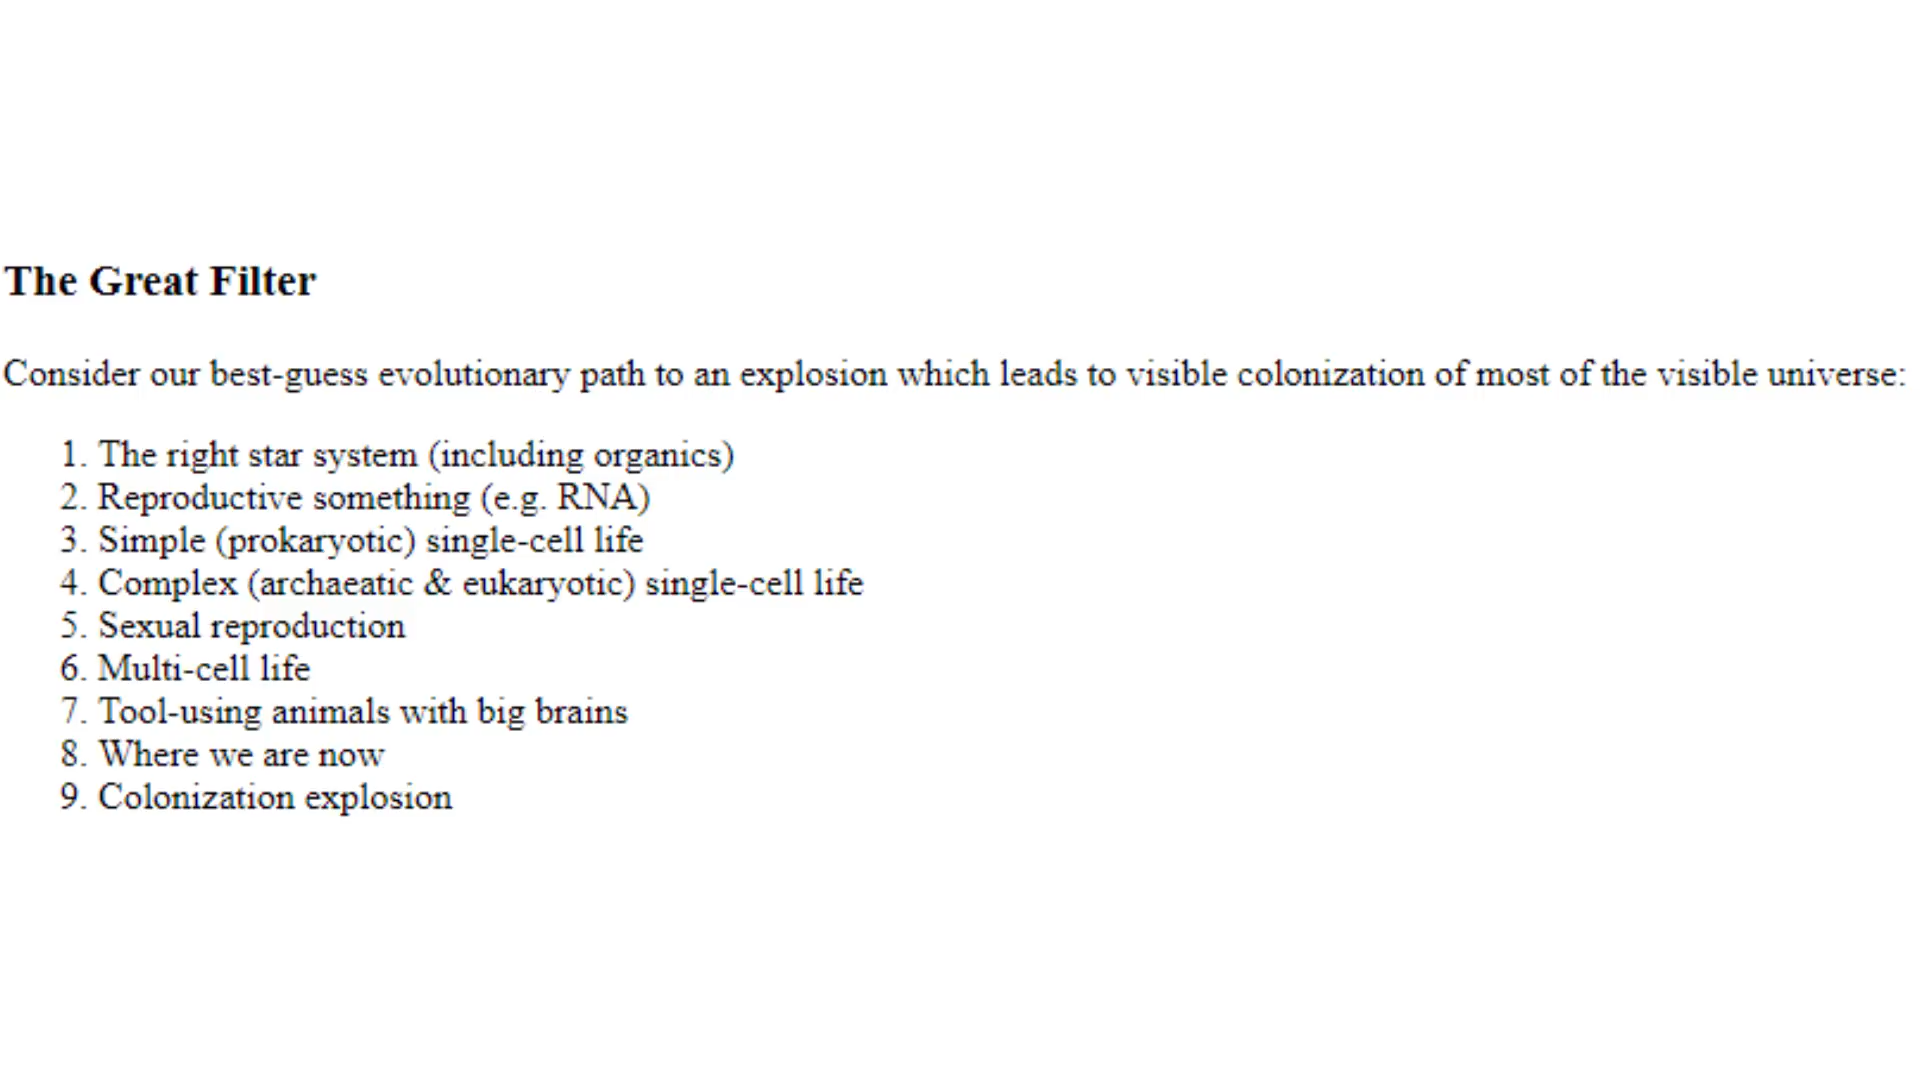 The Great Filter
Consider our best-guess evolutionary path to an explosion which leads to visible colonization of most of the visible universe:
1. The right star system (including organics)
2. Reproductive something (e.g. RNA)
3. Simple (prokaryotic) single-cell life
4. Complex (archaeatic & eukaryotic) single-cell life
5. Sexual reproduction
6. Multi-cell life
7. Tool-using animals with big brains
8. Where we are now
9. Colonization explosion